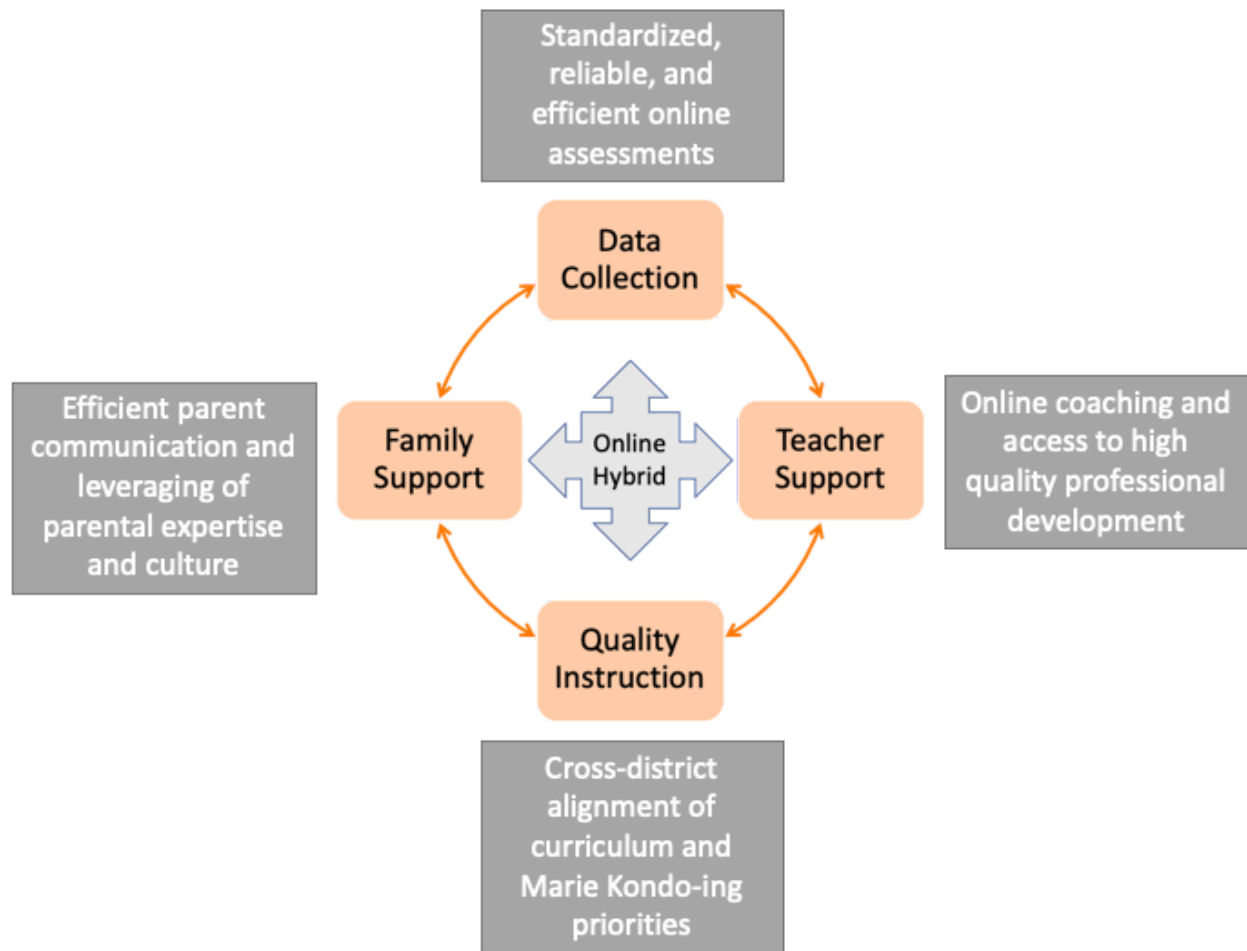 Standardized,
reliable, and
efficient online
assessments
Data
Collection
Efficient parent
communication and
leveraging of
parental expertise
and culture
Family
Support
Online
Hybrid
Teacher
Support
Online coaching and
access to high
quality professional
development
Quality
Instruction
Cross-district
alignment of
curriculum and
Marie Kondo-ing
priorities